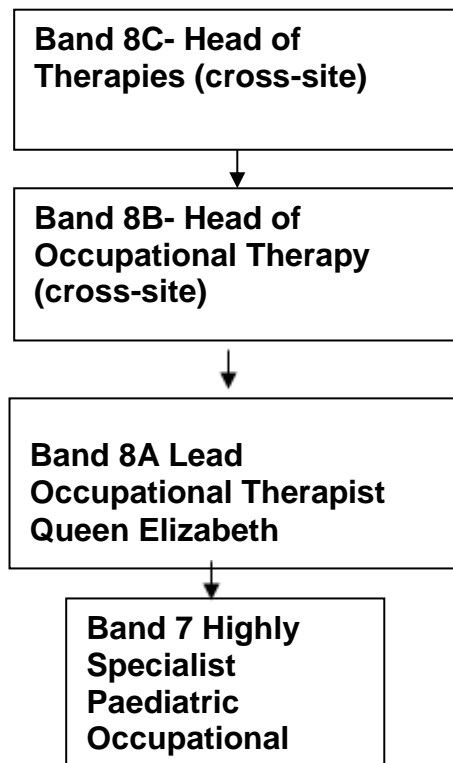 Band 8C- Head of
Therapies (cross-site)
Band 8B- Head of
Occupational Therapy
(cross-site)
Band 8A Lead
Occupational Therapist
Queen Elizabeth
Band 7 Highly
Specialist
Paediatric
Occupational